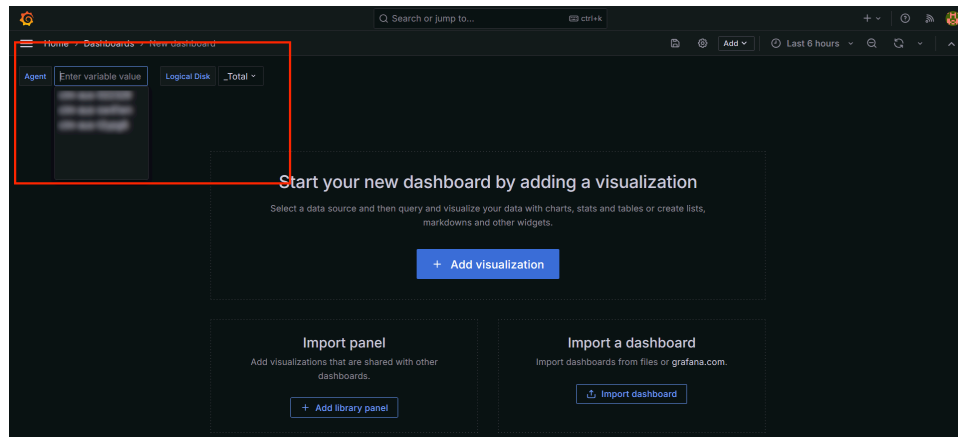 Search or jump to... ctrl+k
Home > Dashboards > New dashboard Add Last 6 hours
Agent Enter variable value Logical Disk _Total
Start your new dashboard by adding a visualization
Select a data source and then query and visualize your data with charts, stats and tables or create lists,
markdowns and other widgets.
+ Add visualization
Import panel
Add visualizations that are shared with other
dashboards.
+ Add library panel
Import a dashboard
Import dashboards from files or grafana.com.
Import dashboard